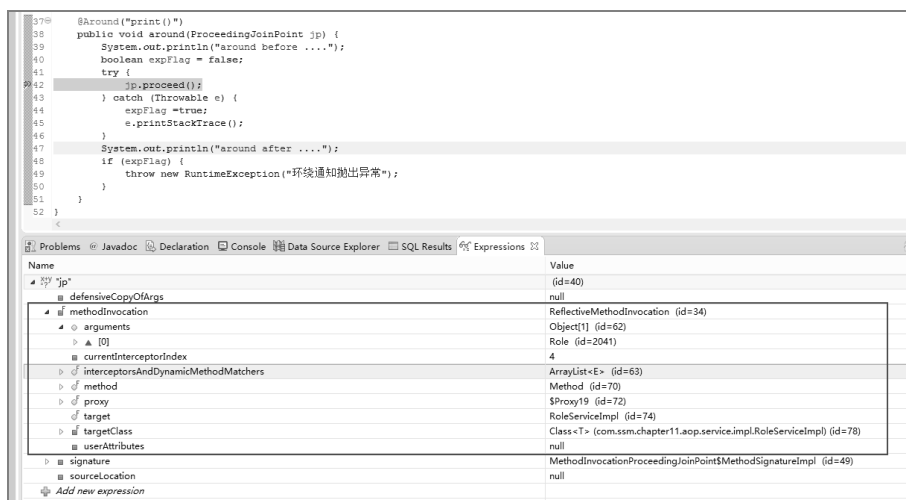 37 @Around("print()")
38 public void around(ProceedingJoinPoint jp) {
39 System.out.println("around before ....");
40 boolean expFlag = false;
41 try {
42 jp.proceed();
43 } catch (Throwable e) {
44 expFlag =true;
45 e.printStackTrace();
46 }
47 System.out.println("around after ....");
48 if (expFlag) {
49 throw new RuntimeException("环绕通知抛出异常");
50 }
51 }
52 }
Problems @ Javadoc Declaration Console Data Source Explorer SQL Results Expressions
Name Value
"jp" (id=40)
defensiveCopyOfArgs null
methodInvocation ReflectiveMethodInvocation (id=34)
arguments Object[1] (id=62)
[0] Role (id=2041)
currentInterceptorIndex 4
interceptorsAndDynamicMethodMatchers ArrayList<E> (id=63)
method Method (id=70)
proxy $Proxy19 (id=72)
target RoleServiceImpl (id=74)
targetClass Class<T> (com.ssm.chapter11.aop.service.impl.RoleServiceImpl) (id=78)
userAttributes null
signature MethodInvocationProceedingJoinPoint$MethodSignatureImpl (id=49)
sourceLocation null
Add new expression